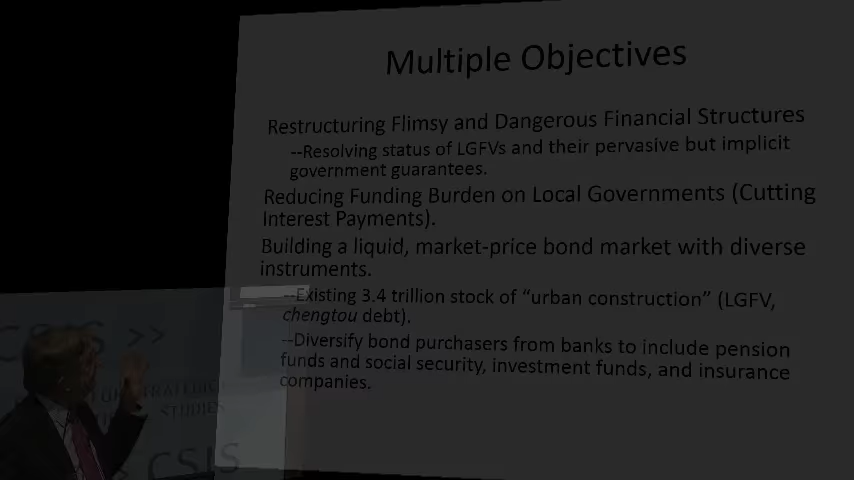 Multiple Objectives
Restructuring Flimsy and Dangerous Financial Structures
--Resolving status of LGFVs and their pervasive but implicit
government guarantees.
Reducing Funding Burden on Local Governments (Cutting
Interest Payments).
Building a liquid, market-price bond market with diverse
instruments.
--Existing 3.4 trillion stock of “urban construction” (LGFV,
chengtou debt).
--Diversify bond purchasers from banks to include pension
funds and social security, investment funds, and insurance
companies.
CSIS >>
STRATEGIC
STUDIES
CSIS